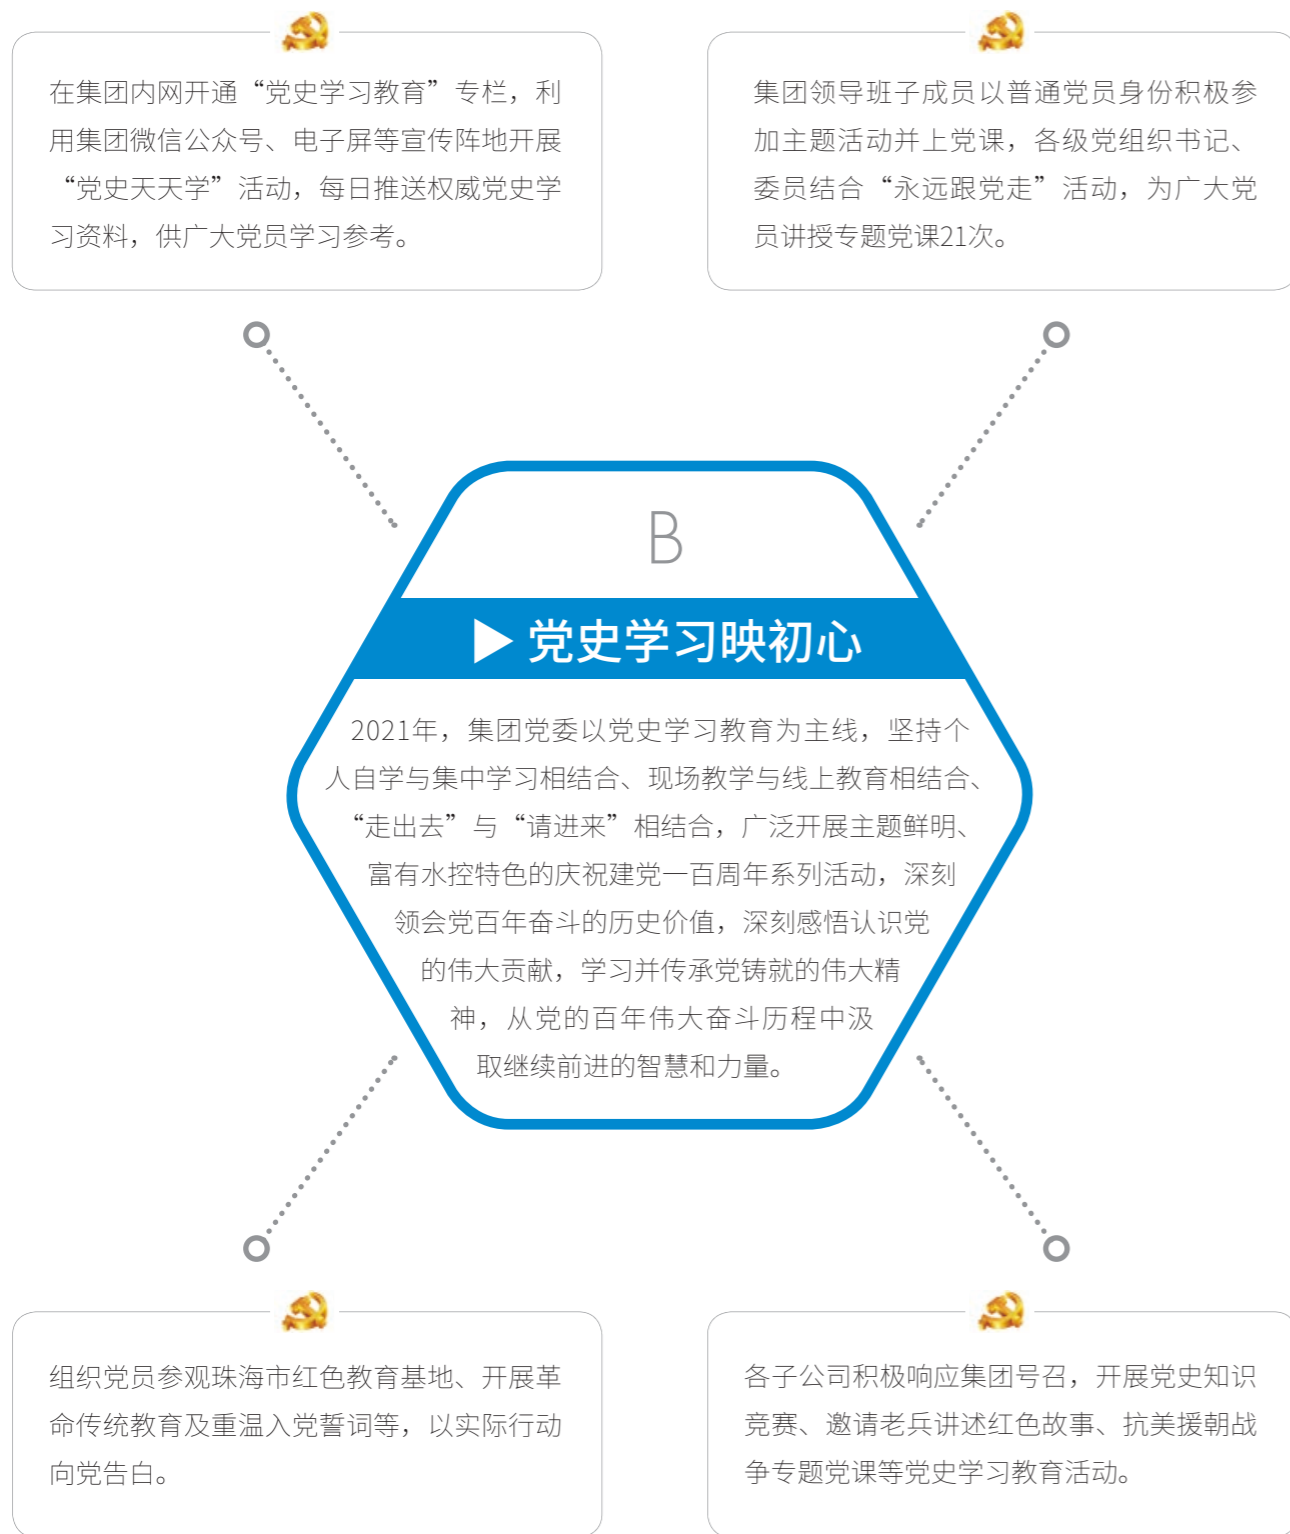 在集团内网开通“党史学习教育”专栏，利
用集团微信公众号、电子屏等宣传阵地开展
“党史天天学”活动，每日推送权威党史学
习资料，供广大党员学习参考。
集团领导班子成员以普通党员身份积极参
加主题活动并上党课，各级党组织书记、
委员结合“永远跟党走”活动，为广大党
员讲授专题党课21次。
B
▶ 党史学习映初心
2021年，集团党委以党史学习教育为主线，坚持个
人自学与集中学习相结合、现场教学与线上教育相结合、
“走出去”与“请进来”相结合，广泛开展主题鲜明、
富有水控特色的庆祝建党一百周年系列活动，深刻
领会党百年奋斗的历史价值，深刻感悟认识党
的伟大贡献，学习并传承党铸就的伟大精
神，从党的百年伟大奋斗历程中汲
取继续前进的智慧和力量。
组织党员参观珠海市红色教育基地、开展革
命传统教育及重温入党誓词等，以实际行动
向党告白。
各子公司积极响应集团号召，开展党史知识
竞赛、邀请老兵讲述红色故事、抗美援朝战
争专题党课等党史学习教育活动。